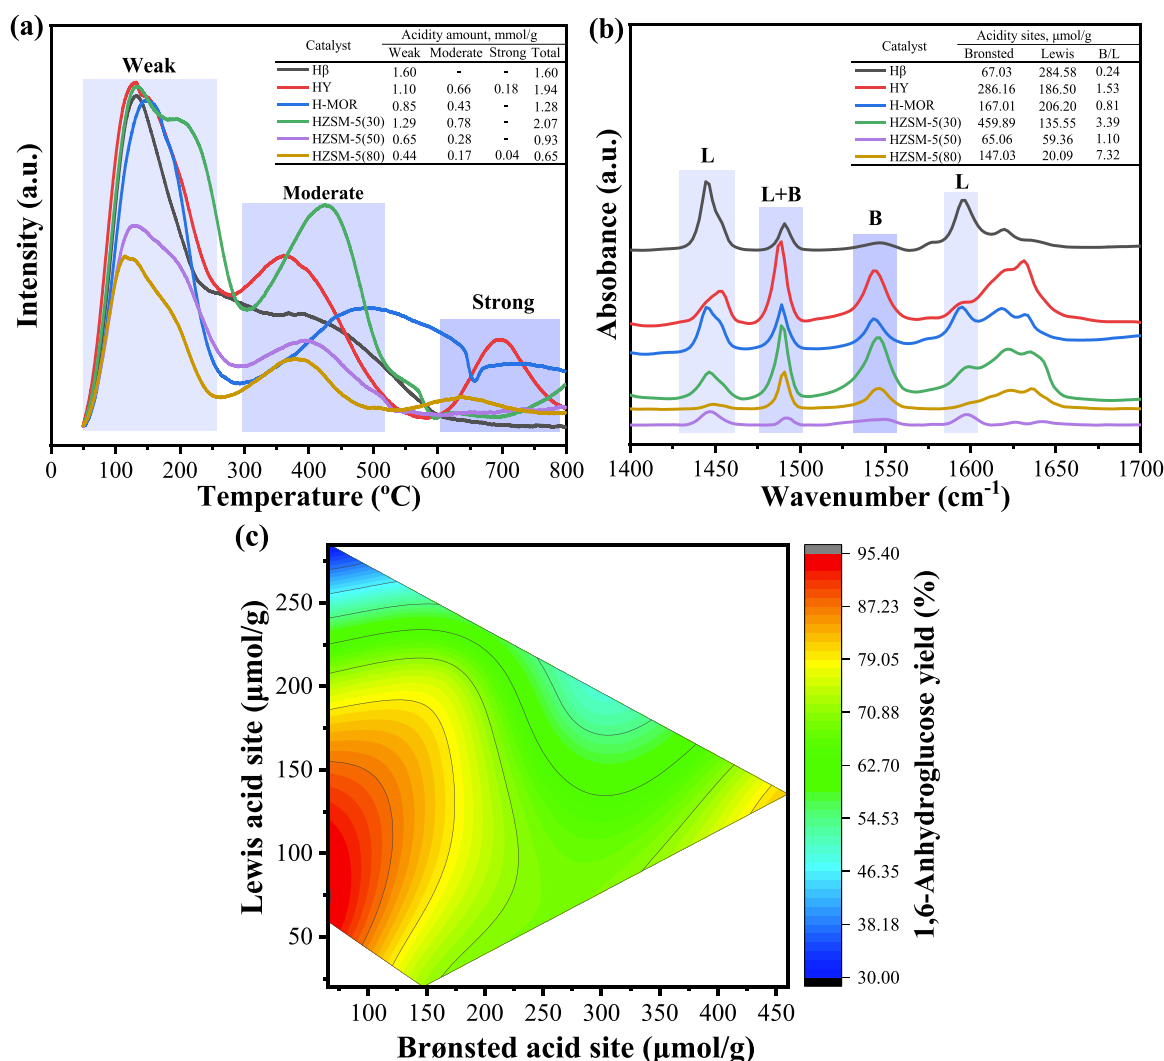 (a)
Weak
Moderate
Strong
Catalyst
Acidity amount, mmol/g
Weak Moderate Strong Total
Hβ 1.60 - - 1.60
HY 1.10 0.66 0.18 1.94
H-MOR 0.85 0.43 - 1.28
HZSM-5(30) 1.29 0.78 - 2.07
HZSM-5(50) 0.65 0.28 - 0.93
HZSM-5(80) 0.44 0.17 0.04 0.65
Intensity (a.u.)
0 100 200 300 400 500 600 700 800
Temperature (ºC)
(b)
Catalyst
Acidity sites, μmol/g
Bronsted Lewis B/L
Hβ 67.03 284.58 0.24
HY 286.16 186.50 1.53
H-MOR 167.01 206.20 0.81
HZSM-5(30) 459.89 135.55 3.39
HZSM-5(50) 65.06 59.36 1.10
HZSM-5(80) 147.03 20.09 7.32
L
L+B
B
L
Absobance (a.u.)
1400 1450 1500 1550 1600 1650 1700
Wavenumber (cm-1)
(c)
Lewis acid site (μmol/g)
250
200
150
100
50
100 150 200 250 300 350 400 450
Brønsted acid site (μmol/g)
95.40
87.23
79.05
70.88
62.70
54.53
46.35
38.18
30.00
1,6-Anhydroglucose yield (%)